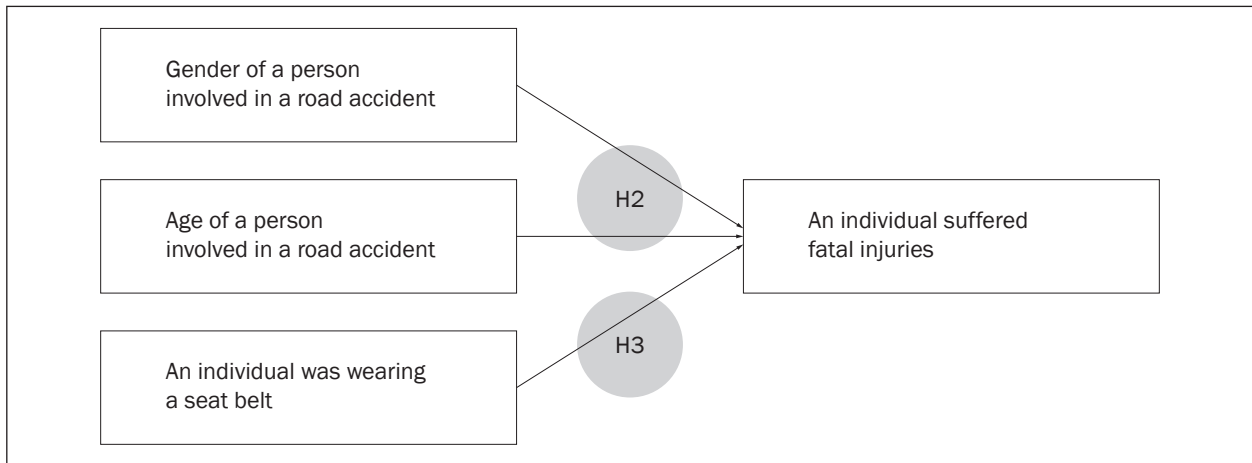 Gender of a person
involved in a road accident
H2
Age of a person
involved in a road accident
An individual suffered
fatal injuries
H3
An individual was wearing
a seat belt